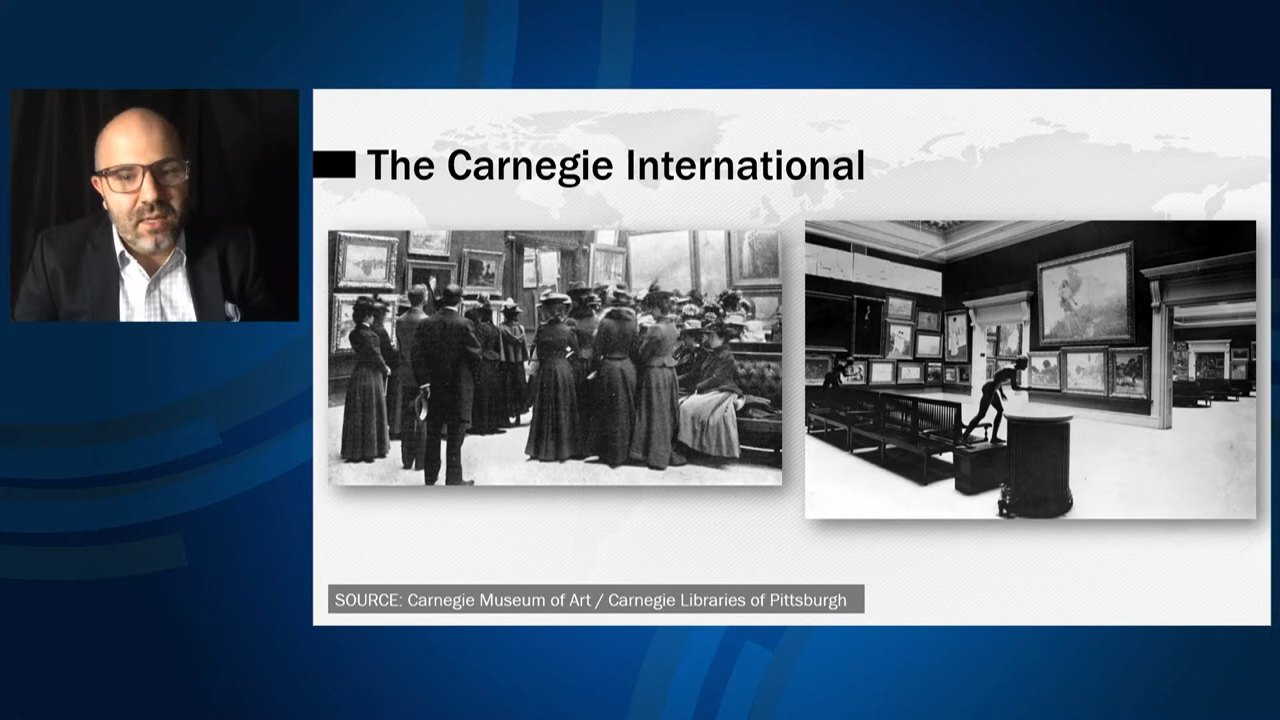 The Carnegie International
SOURCE: Carnegie Museum of Art / Carnegie Libraries of Pittsburgh